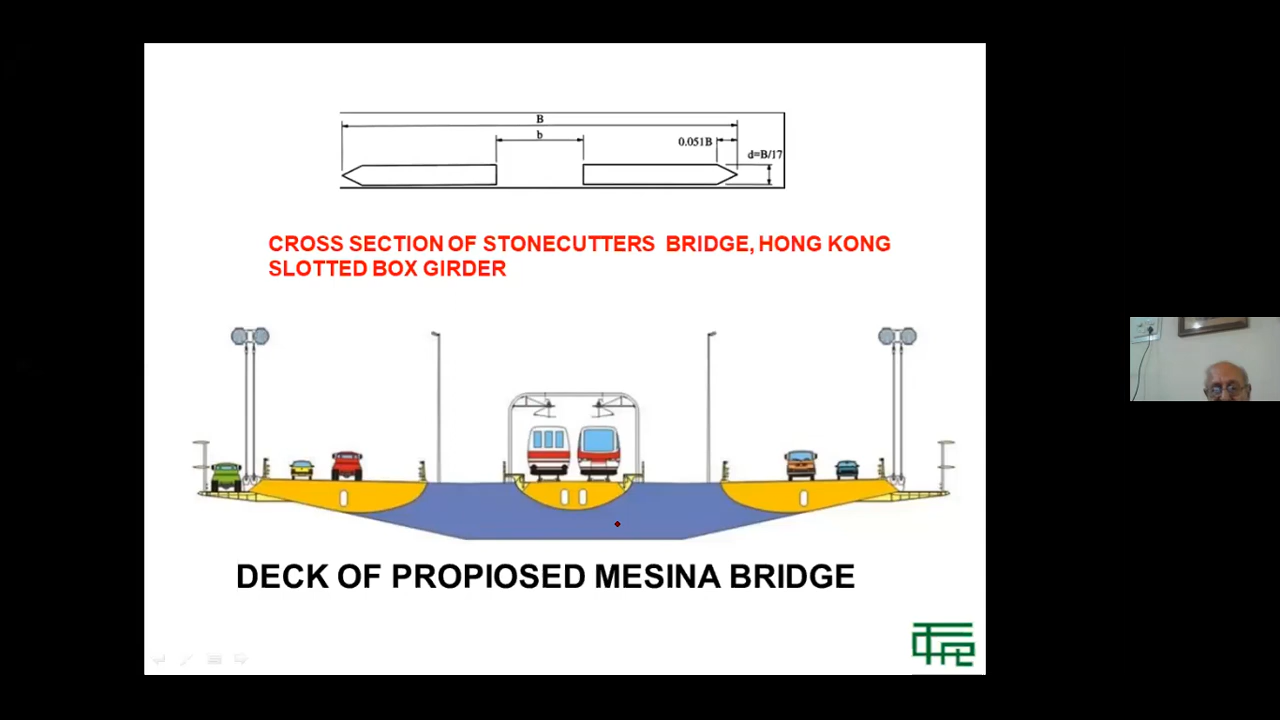 B
b
0.051B
d=B/17
CROSS SECTION OF STONECUTTERS BRIDGE, HONG KONG
SLOTTED BOX GIRDER
DECK OF PROPIOSED MESINA BRIDGE